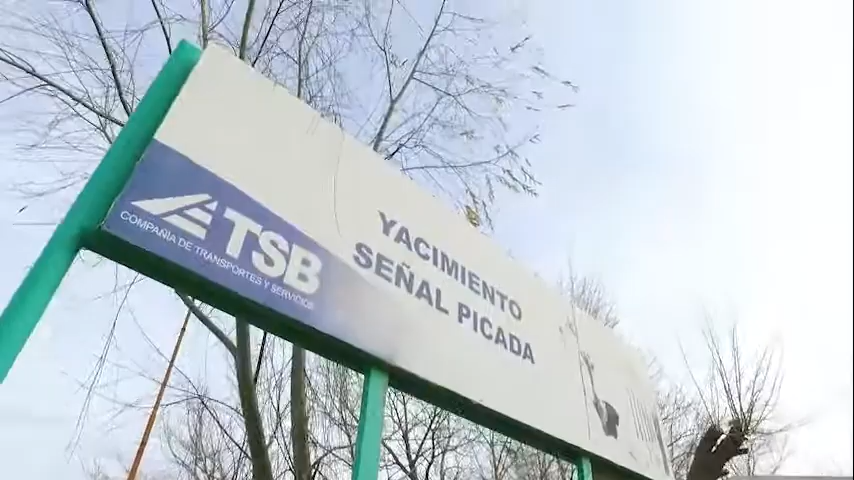 TSB
COMPAÑIA DE TRANSPORTES Y SERVICIOS
YACIMIENTO
SEÑAL PICADA